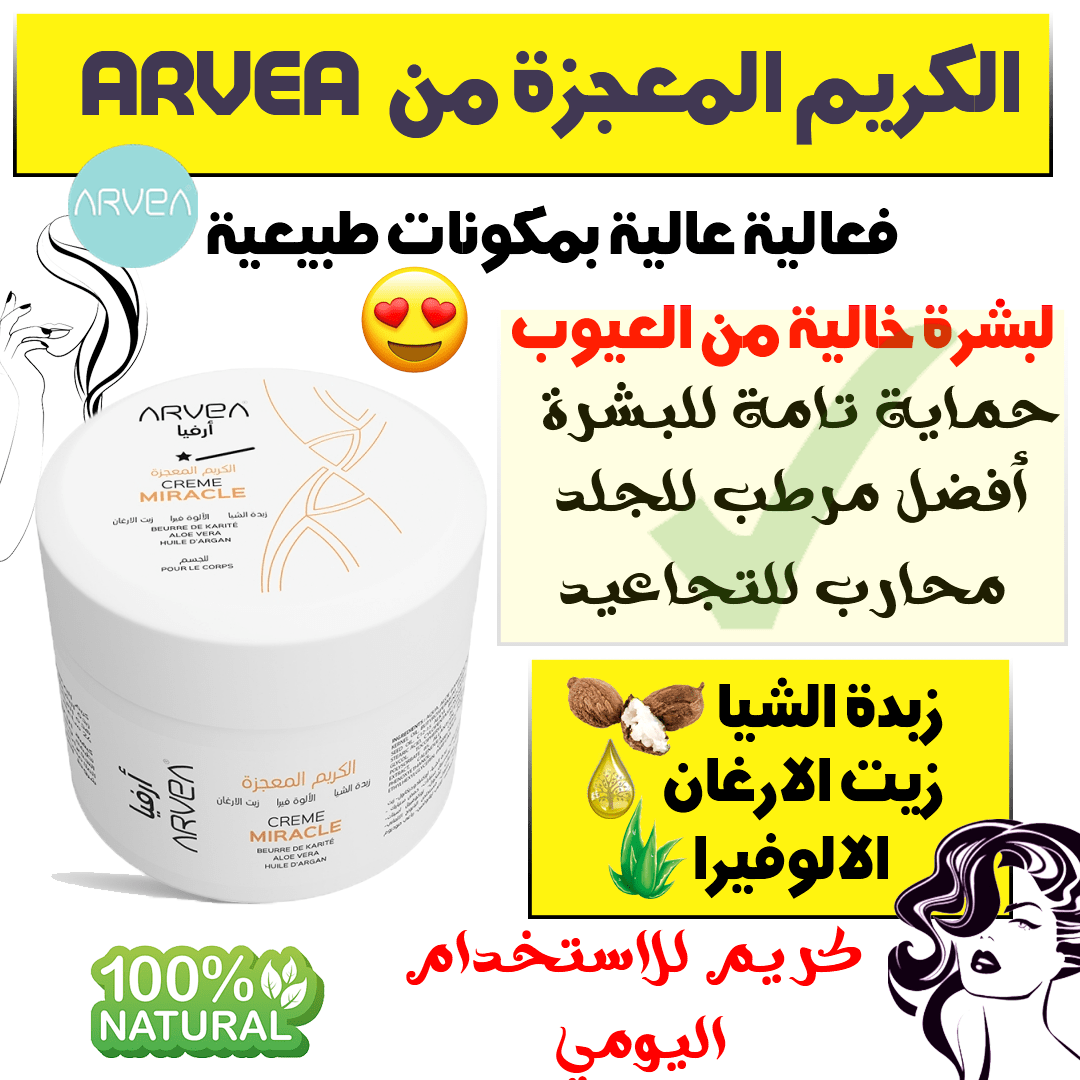 الكريم المعجزة من ARVEA
ARVEA
فعالية عالية بمكونات طبيعية
لبشرة خالية من العيوب
حماية تامة للبشرة
أفضل مرطب للجلد
محارب للتجاعيد
ARVEA
أرفيا
الكريم المعجزة
CREME
MIRACLE
زبدة الشيا الألوة فيرا زيت الارغان
BEURRE DE KARITÉ
ALOE VERA
HUILE D'ARGAN
للجسم
POUR LE CORPS
أرفيا
ARVEA
الكريم المعجزة
زبدة الشيا الألوة فيرا زيت الارغان
CREME
MIRACLE
BEURRE DE KARITÉ
ALOE VERA
HUILE D'ARGAN
زبدة الشيا
زيت الارغان
الالوفيرا
100%
NATURAL
كريم للاستخدام
اليومي